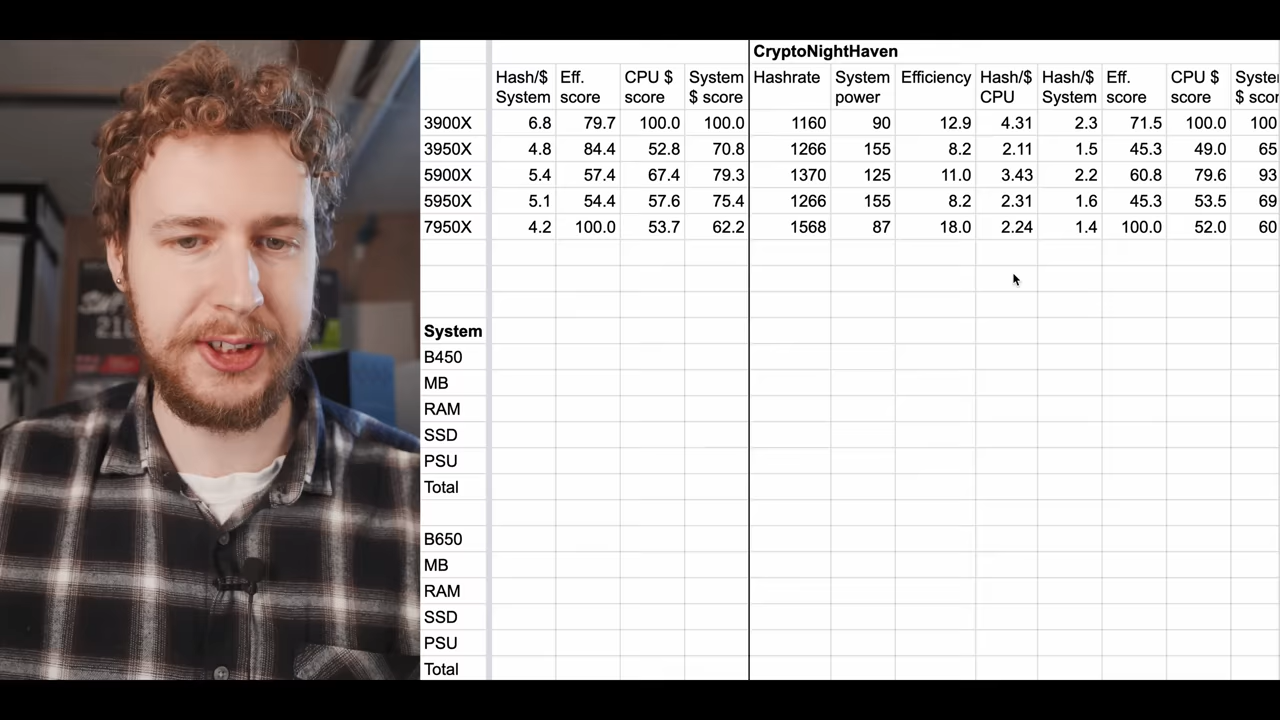 CryptoNightHaven
Hash/$ System Eff. score CPU $ score System $ score Hashrate System power Efficiency Hash/$ CPU Hash/$ System Eff. score CPU $ score
3900X 6.8 79.7 100.0 100.0 1160 90 12.9 4.31 2.3 71.5 100.0 100
3950X 4.8 84.4 52.8 70.8 1266 155 8.2 2.11 1.5 45.3 49.0 65
5900X 5.4 57.4 67.4 79.3 1370 125 11.0 3.43 2.2 60.8 79.6 93
5950X 5.1 54.4 57.6 75.4 1266 155 8.2 2.31 1.6 45.3 53.5 69
7950X 4.2 100.0 53.7 62.2 1568 87 18.0 2.24 1.4 100.0 52.0 60
System
B450
MB
RAM
SSD
PSU
Total
B650
MB
RAM
SSD
PSU
Total